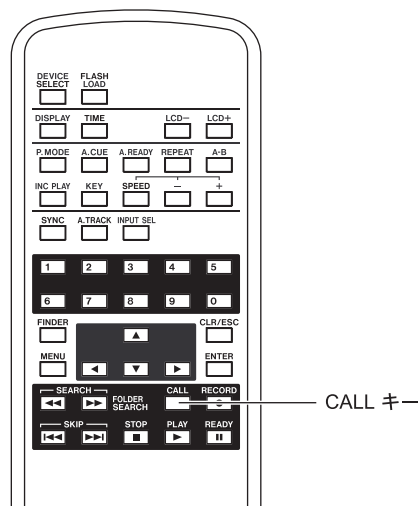 DEVICE SELECT FLASH LOAD
DISPLAY TIME LCD− LCD+
P.MODE A.CUE A.READY REPEAT A-B
INC PLAY KEY SPEED − +
SYNC A.TRACK INPUT SEL
1 2 3 4 5
6 7 8 9 0
FINDER CLR/ESC
MENU ENTER
SEARCH FOLDER SEARCH CALL RECORD
CALL キー
SKIP STOP PLAY READY